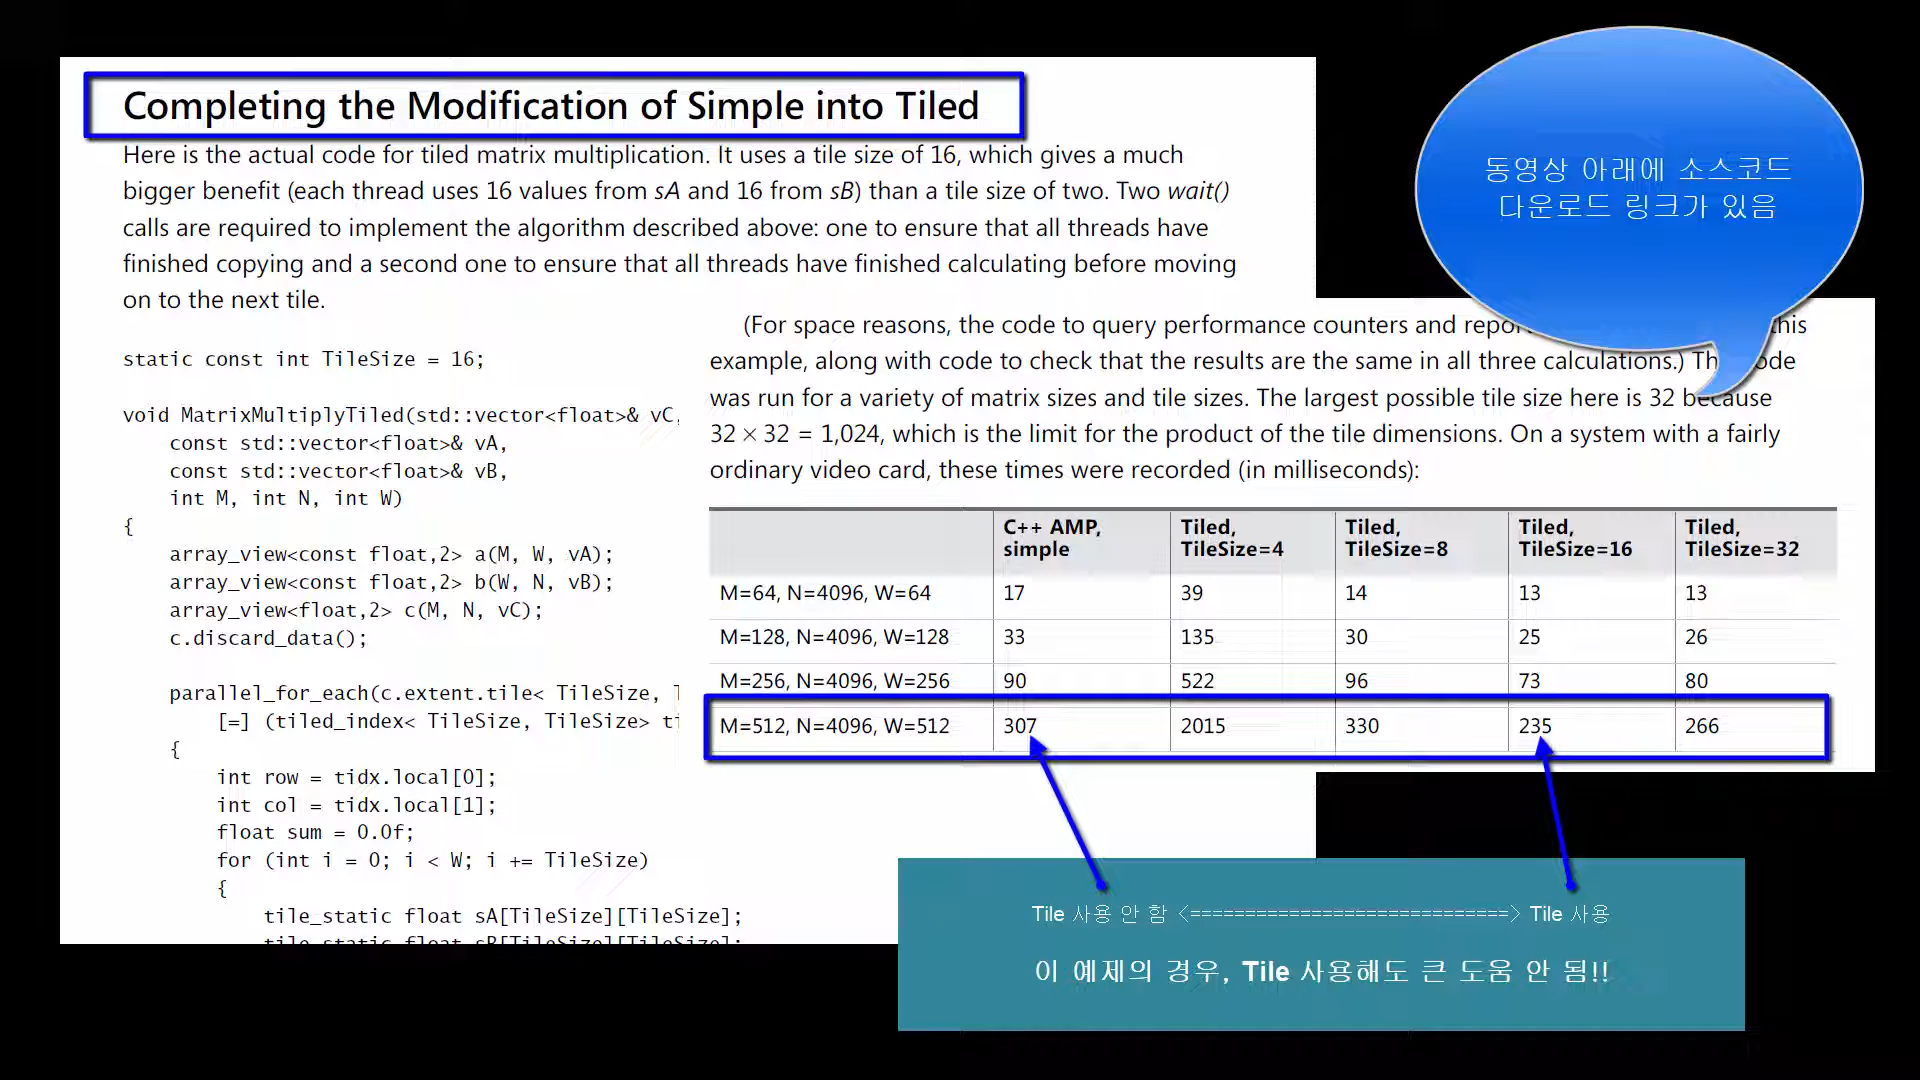 Completing the Modification of Simple into Tiled
Here is the actual code for tiled matrix multiplication. It uses a tile size of 16, which gives a much
bigger benefit (each thread uses 16 values from sA and 16 from sB) than a tile size of two. Two wait()
calls are required to implement the algorithm described above: one to ensure that all threads have
finished copying and a second one to ensure that all threads have finished calculating before moving
on to the next tile.
static const int TileSize = 16;
void MatrixMultiplyTiled(std::vector<float>& vC,
const std::vector<float>& vA,
const std::vector<float>& vB,
int M, int N, int W)
{
array_view<const float,2> a(M, W, vA);
array_view<const float,2> b(W, N, vB);
array_view<float,2> c(M, N, vC);
c.discard_data();
parallel_for_each(c.extent.tile< TileSize,
[=] (tiled_index< TileSize, TileSize> ti
{
int row = tidx.local[0];
int col = tidx.local[1];
float sum = 0.0f;
for (int i = 0; i < W; i += TileSize)
{
tile_static float sA[TileSize][TileSize];
tile_static float sB[TileSize][TileSize];
동영상 아래에 소스코드
다운로드 링크가 있음
(For space reasons, the code to query performance counters and repor this
example, along with code to check that the results are the same in all three calculations.) Th ode
was run for a variety of matrix sizes and tile sizes. The largest possible tile size here is 32 because
32 × 32 = 1,024, which is the limit for the product of the tile dimensions. On a system with a fairly
ordinary video card, these times were recorded (in milliseconds):
C++ AMP, simple Tiled, TileSize=4 Tiled, TileSize=8 Tiled, TileSize=16 Tiled, TileSize=32
M=64, N=4096, W=64 17 39 14 13 13
M=128, N=4096, W=128 33 135 30 25 26
M=256, N=4096, W=256 90 522 96 73 80
M=512, N=4096, W=512 307 2015 330 235 266
Tile 사용 안 함 <=============================> Tile 사용
이 예제의 경우, Tile 사용해도 큰 도움 안 됨!!